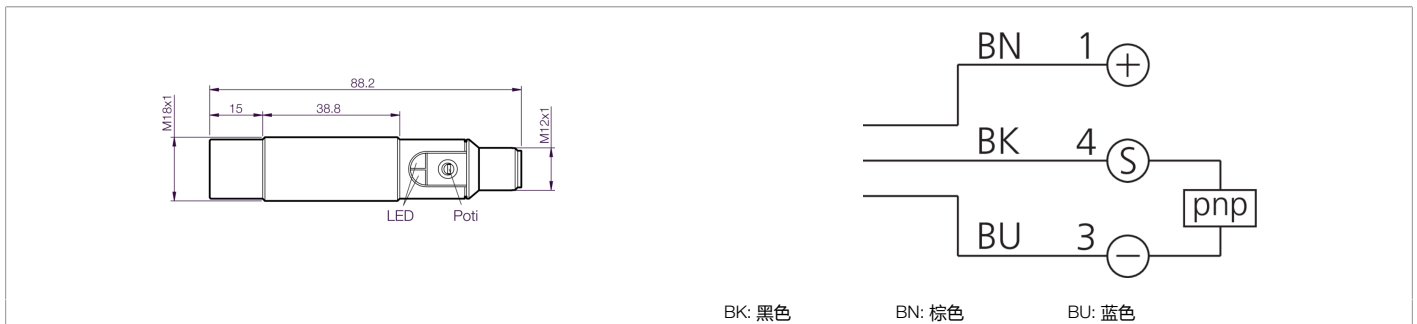 88.2
15
38.8
M18x1
M12x1
LED
Poti
BN 1 +
BK 4 S
pnp
BU 3 −
BK: 黑色
BN: 棕色
BU: 蓝色